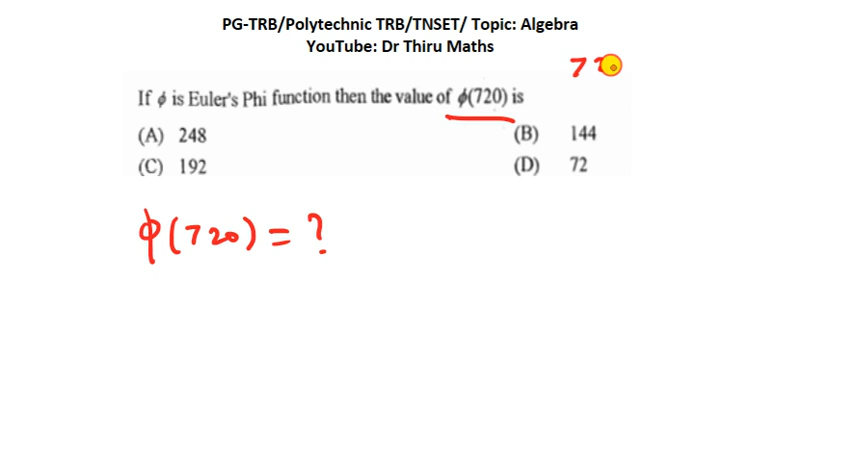 PG-TRB/Polytechnic TRB/TNSET/ Topic: Algebra
YouTube: Dr Thiru Maths
If ϕ is Euler's Phi function then the value of ϕ(720) is
(A) 248
(B) 144
(C) 192
(D) 72
ϕ(720) = ?